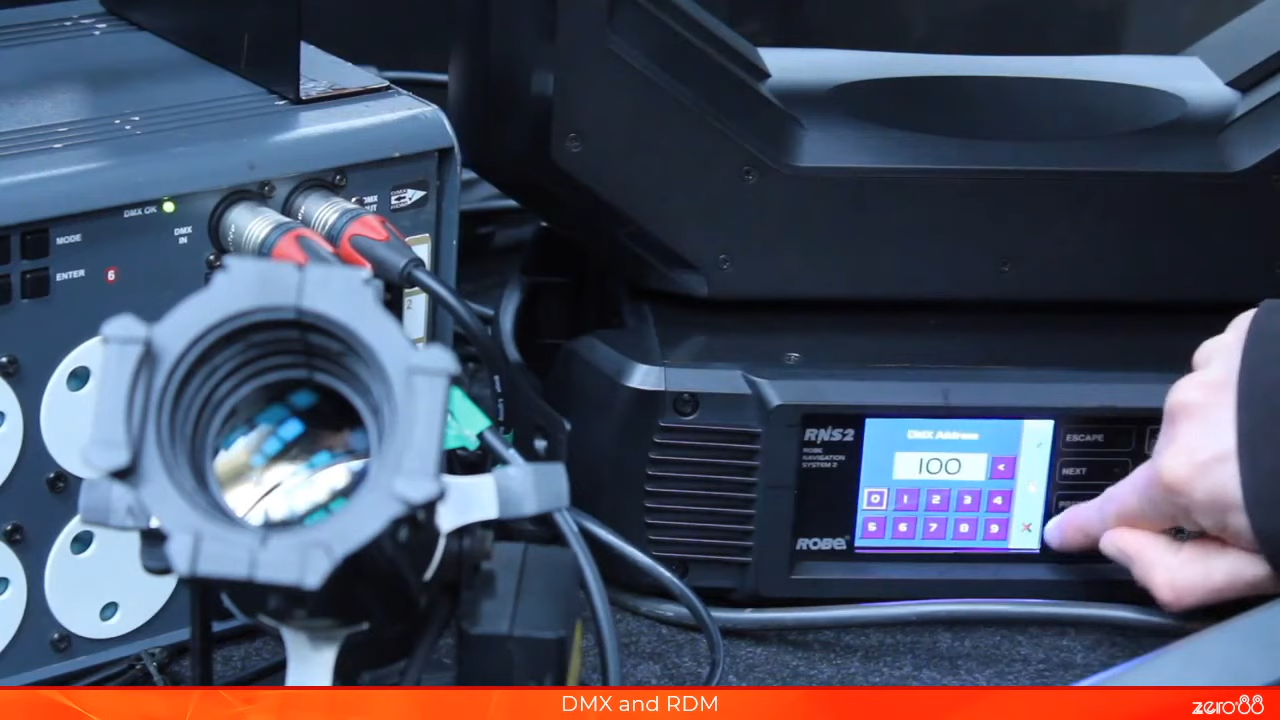 DMX OK
DMX
IN
MODE
ENTER
6
2
RNS2
ROBE
NAVIGATION
SYSTEM 2
DMX Address
100
<
0 1 2 3 4
5 6 7 8 9
ESCAPE
NEXT
ROBE
DMX and RDM
zero88